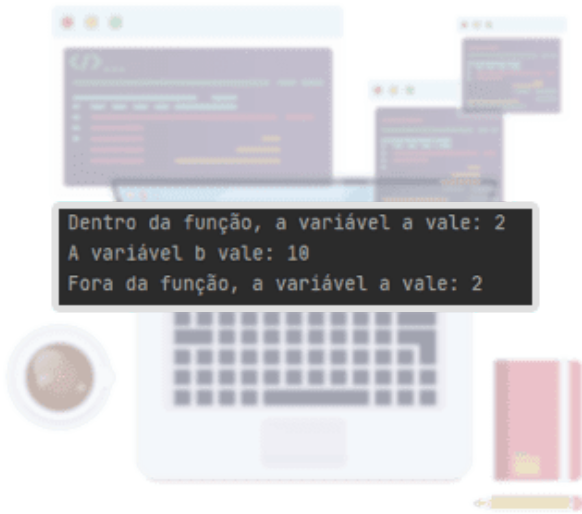 </>...
Dentro da função, a variável a vale: 2
A variável b vale: 10
Fora da função, a variável a vale: 2